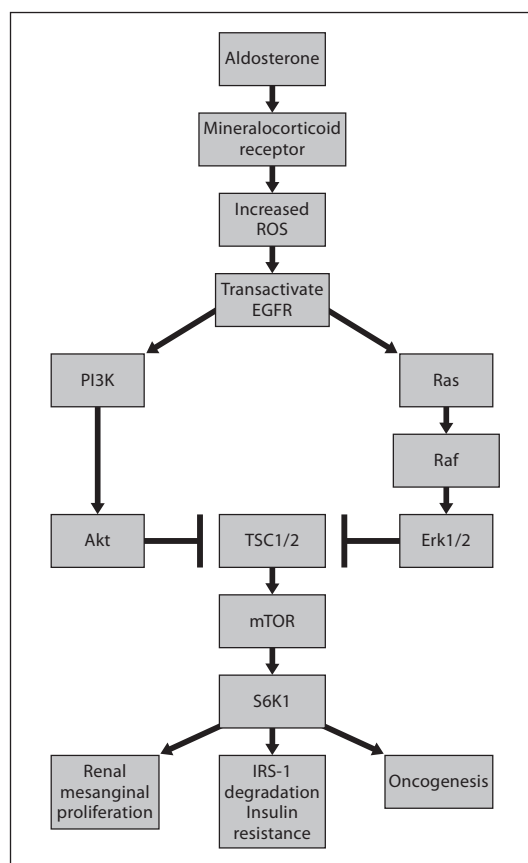 Aldosterone
Mineralocorticoid
receptor
Increased
ROS
Transactivate
EGFR
PI3K
Ras
Raf
Akt
TSC1/2
Erk1/2
mTOR
S6K1
Renal
mesanginal
proliferation
IRS-1
degradation
Insulin
resistance
Oncogenesis